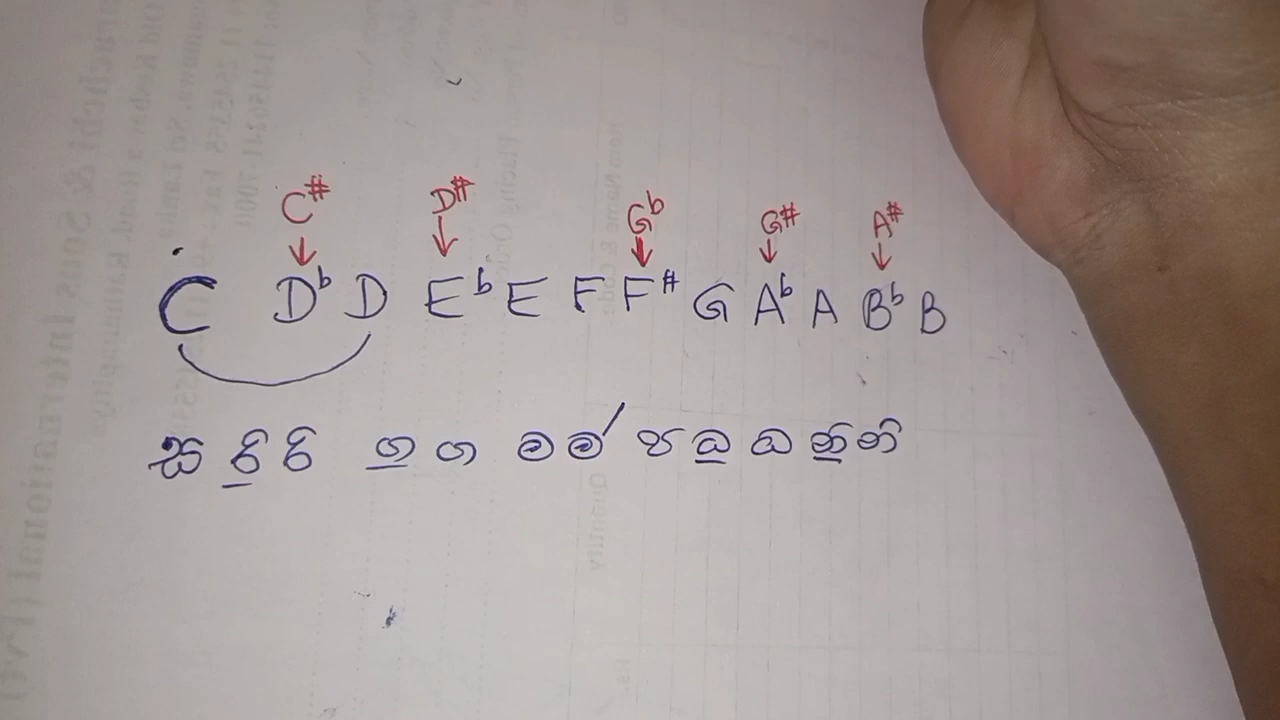 C# D# Gb G# A#
C Db D Eb E F F# G Ab A Bb B
ස රි රි ග ග ම ම' ප ධ ධ නි නි